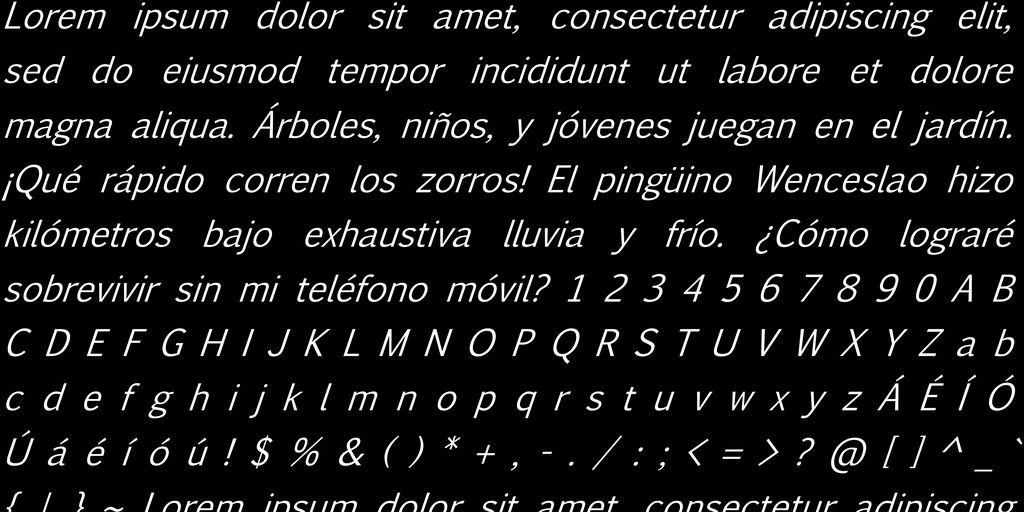 Lorem ipsum dolor sit amet, consectetur adipiscing elit,
sed do eiusmod tempor incididunt ut labore et dolore
magna aliqua. Árboles, niños, y jóvenes juegan en el jardín.
¡Qué rápido corren los zorros! El pingüino Wenceslao hizo
kilómetros bajo exhaustiva lluvia y frío. ¿Cómo lograré
sobrevivir sin mi teléfono móvil? 1 2 3 4 5 6 7 8 9 0 A B
C D E F G H I J K L M N O P Q R S T U V W X Y Z a b
c d e f g h i j k l m n o p q r s t u v w x y z Á É Í Ó
Ú á é í ó ú ! $ % & ( ) * + , - . / : ; < = > ? @ [ ] ^ _ `
{ | } ~ Lorem ipsum dolor sit amet, consectetur adipiscing